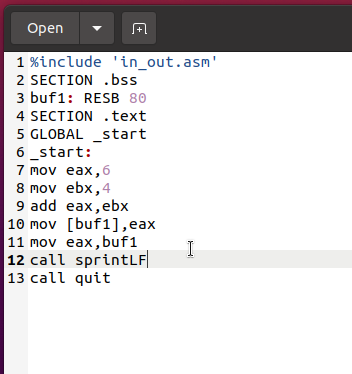 Open
1 %include 'in_out.asm'
2 SECTION .bss
3 buf1: RESB 80
4 SECTION .text
5 GLOBAL _start
6 _start:
7 mov eax,6
8 mov ebx,4
9 add eax,ebx
10 mov [buf1],eax
11 mov eax,buf1
12 call sprintLF
13 call quit